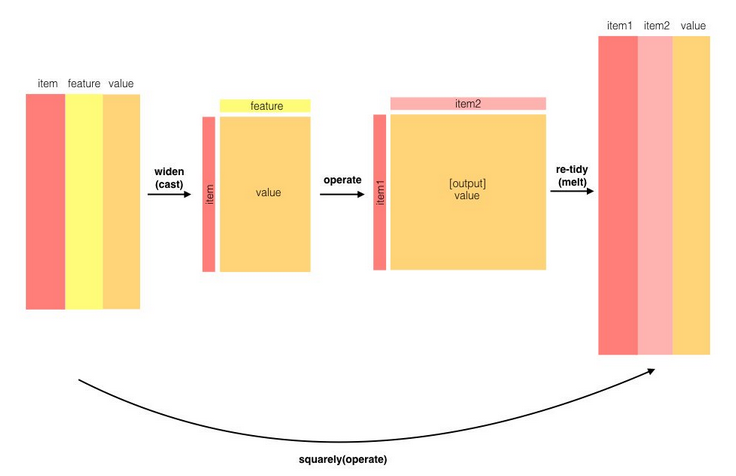 item feature value
widen
(cast)
feature
item
value
operate
item2
item1
[output]
value
re-tidy
(melt)
item1 item2 value
squarely(operate)